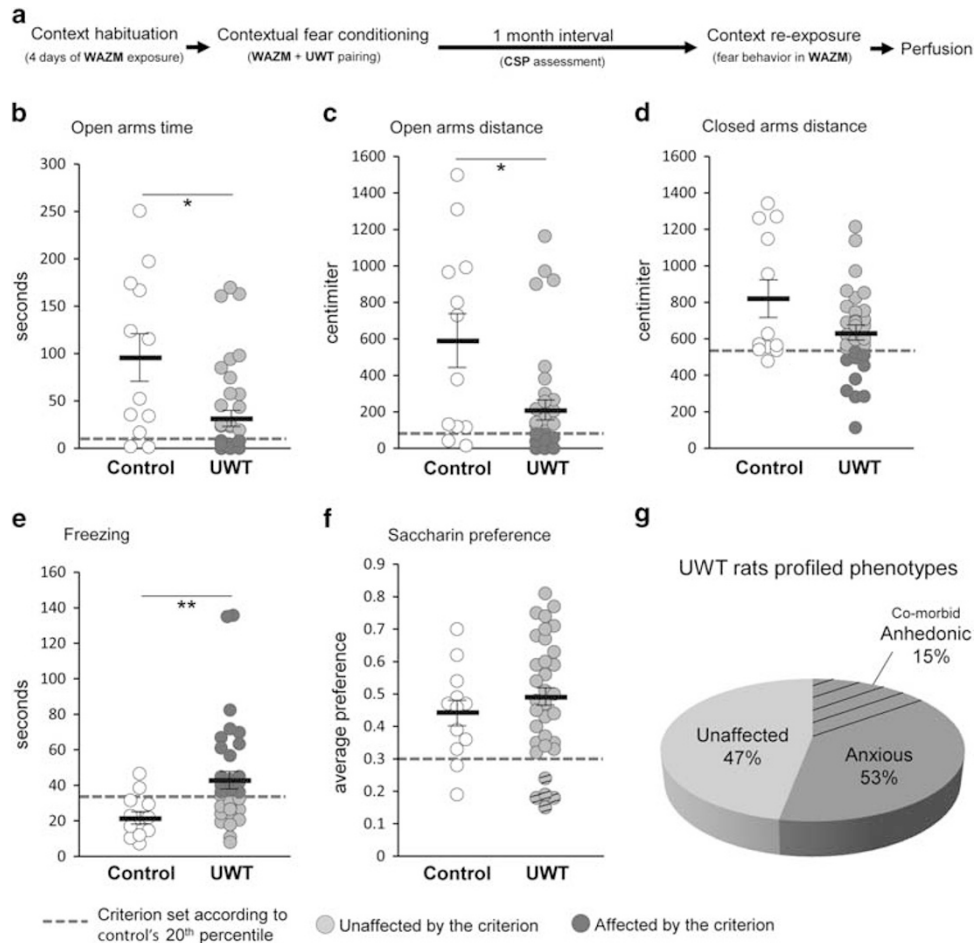 a
Context habituation
(4 days of WAZM exposure)
Contextual fear conditioning
(WAZM + UWT pairing)
1 month interval
(CSP assessment)
Context re-exposure
(fear behavior in WAZM)
Perfusion
b
Open arms time
seconds
300
250
200
150
100
50
0
*
Control
UWT
c
Open arms distance
centimiter
1600
1400
1200
1000
800
600
400
200
0
*
Control
UWT
d
Closed arms distance
centimiter
1600
1400
1200
1000
800
600
400
200
0
Control
UWT
e
Freezing
seconds
160
140
120
100
80
60
40
20
0
**
Control
UWT
f
Saccharin preference
average preference
0.9
0.8
0.7
0.6
0.5
0.4
0.3
0.2
0.1
0
Control
UWT
g
UWT rats profiled phenotypes
Co-morbid
Anhedonic
15%
Unaffected
47%
Anxious
53%
Criterion set according to
control's 20th percentile
Unaffected by the criterion
Affected by the criterion